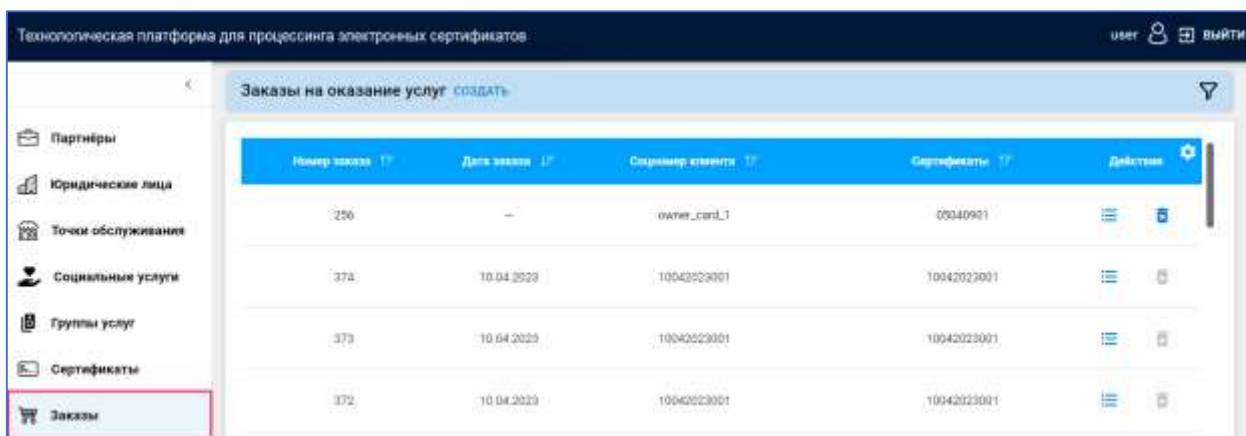 Технологическая платформа для процессинга электронных сертификатов user выйти
Заказы на оказание услуг СОЗДАТЬ
Партнёры
Юридические лица
Точки обслуживания
Социальные услуги
Группы услуг
Сертификаты
Заказы
Номер заказа Дата заказа Соцномер клиента Сертификаты Действия
256 — owner_card_1 05040901
374 10.04.2023 10042023001 10042023001
373 10.04.2023 10042023001 10042023001
372 10.04.2023 10042023001 10042023001